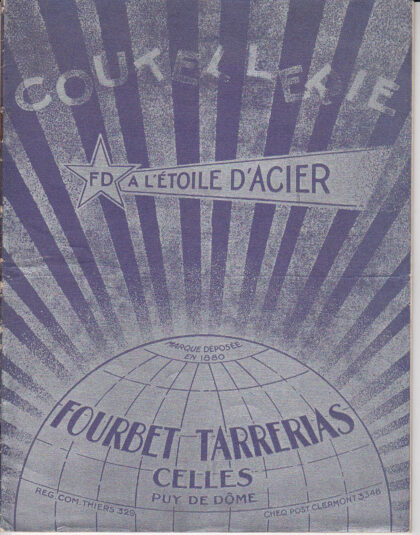 COUTELLERIE
FD A L'ÉTOILE D'ACIER
MARQUE DÉPOSÉE
EN 1880
FOURBET TARRERIAS
CELLES
PUY DE DÔME
REG. COM. THIERS 329
CHEQ. POST. CLERMONT 3348